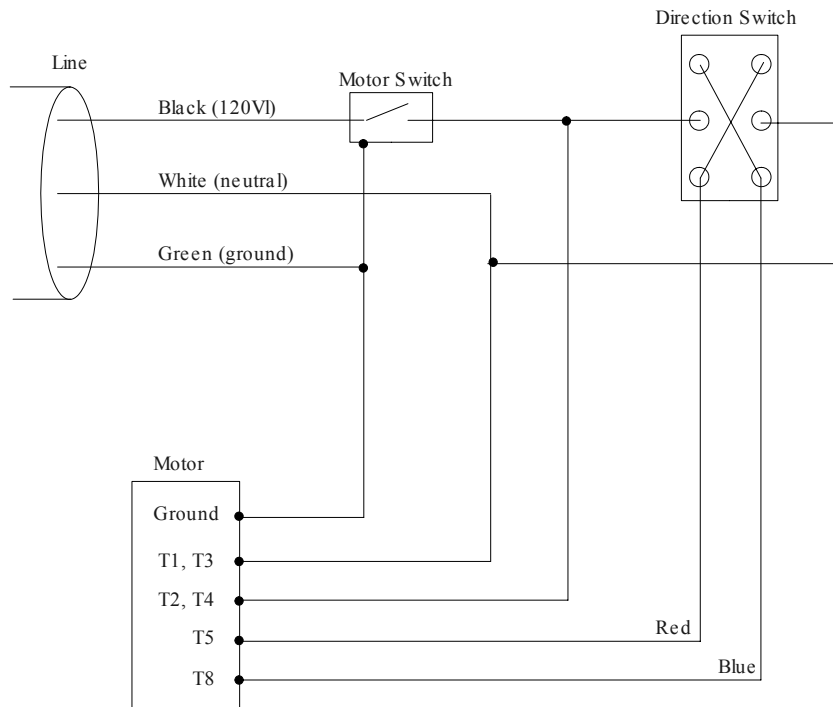 Direction Switch
Line
Motor Switch
Black (120Vl)
White (neutral)
Green (ground)
Motor
Ground
T1, T3
T2, T4
T5
Red
T8
Blue